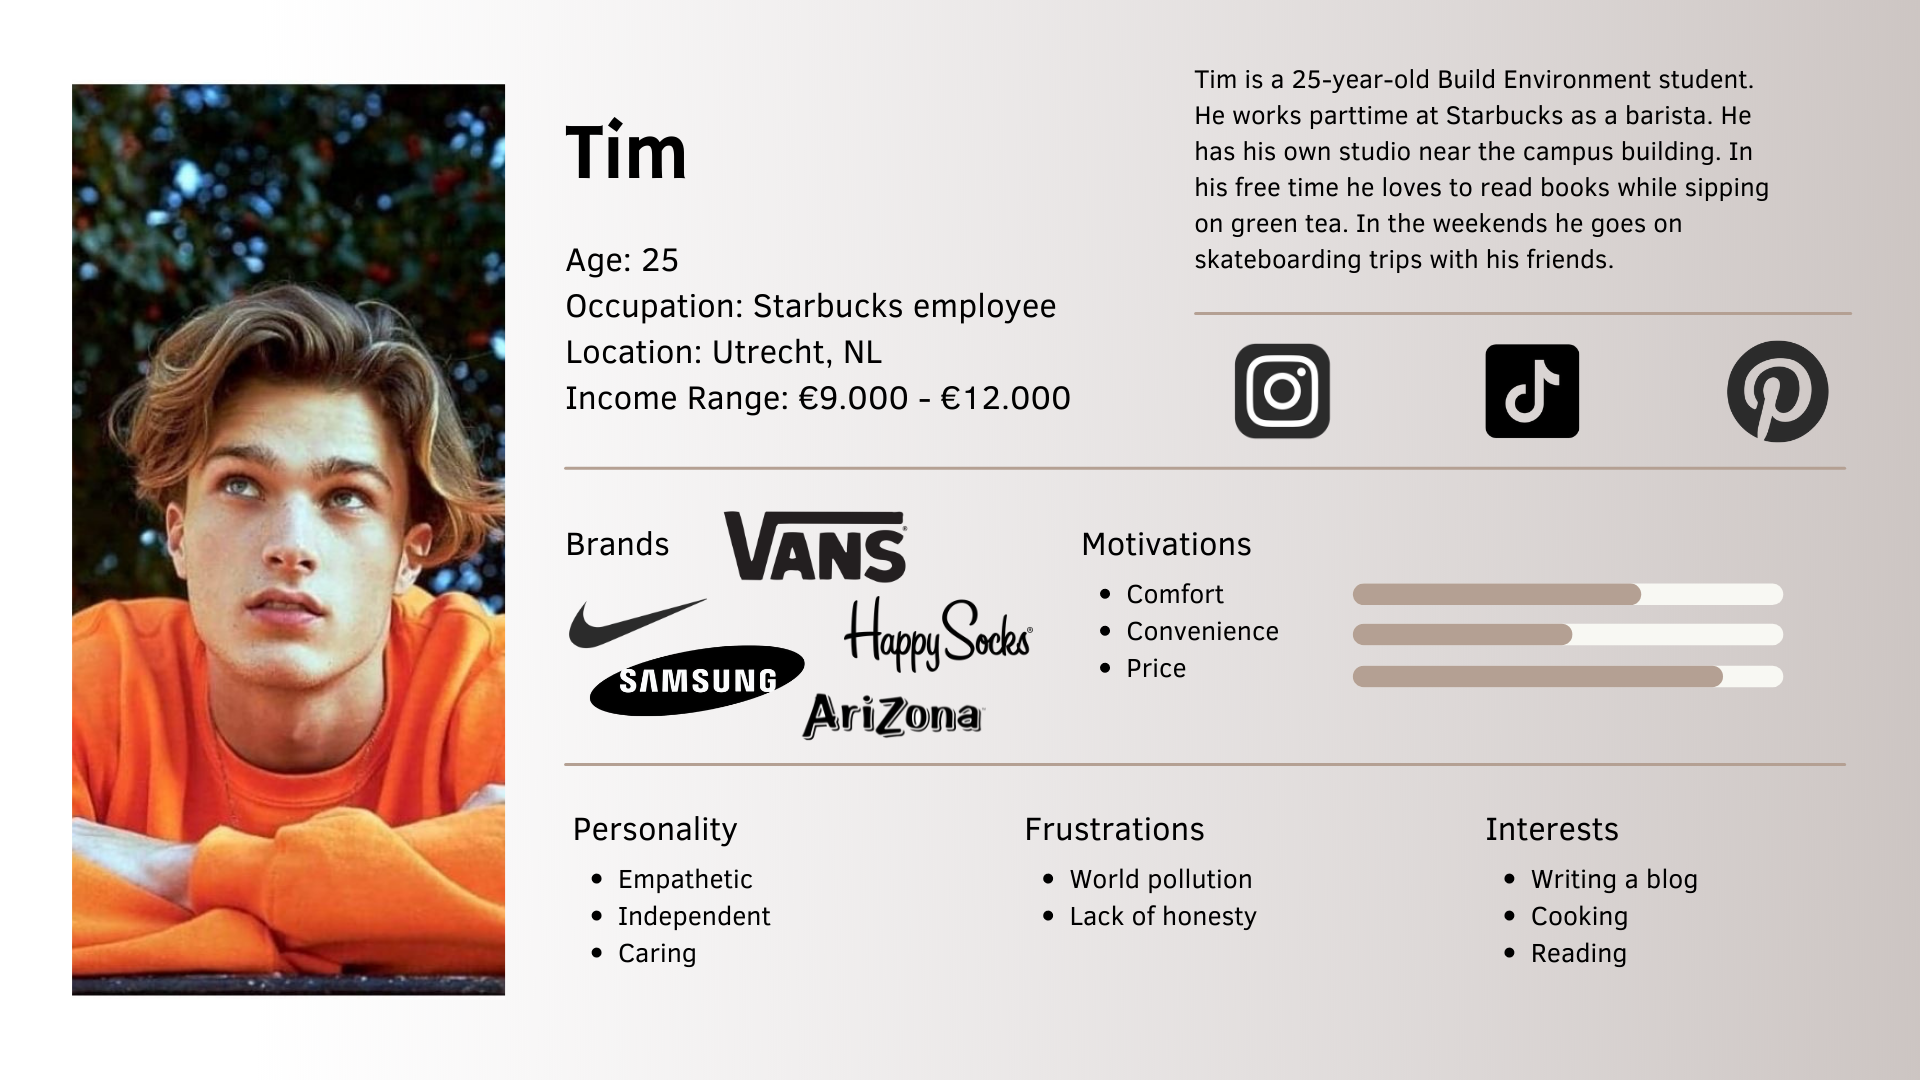 Tim
Age: 25
Occupation: Starbucks employee
Location: Utrecht, NL
Income Range: €9.000 - €12.000
Tim is a 25-year-old Build Environment student.
He works parttime at Starbucks as a barista. He
has his own studio near the campus building. In
his free time he loves to read books while sipping
on green tea. In the weekends he goes on
skateboarding trips with his friends.
Brands
VANS
HappySocks
SAMSUNG
AriZona
Motivations
• Comfort
• Convenience
• Price
Personality
• Empathetic
• Independent
• Caring
Frustrations
• World pollution
• Lack of honesty
Interests
• Writing a blog
• Cooking
• Reading